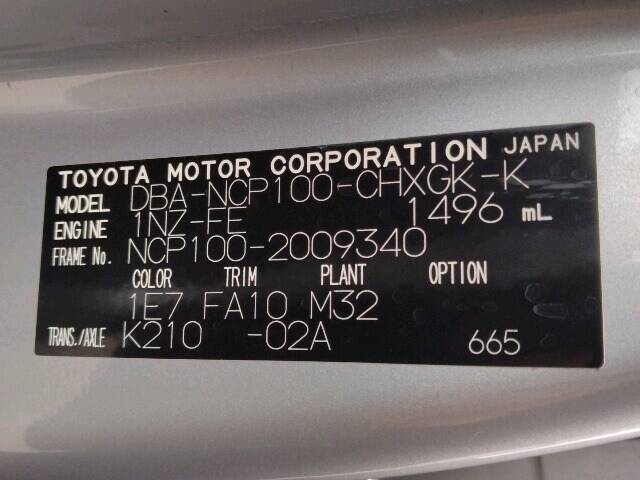 TOYOTA MOTOR CORPORATION JAPAN
MODEL DBA-NCP100-CHXGK-K
ENGINE 1NZ-FE 1496 mL
FRAME No. NCP100-2009340
COLOR TRIM PLANT OPTION
1E7 FA10 M32
TRANS./AXLE K210 -02A 665